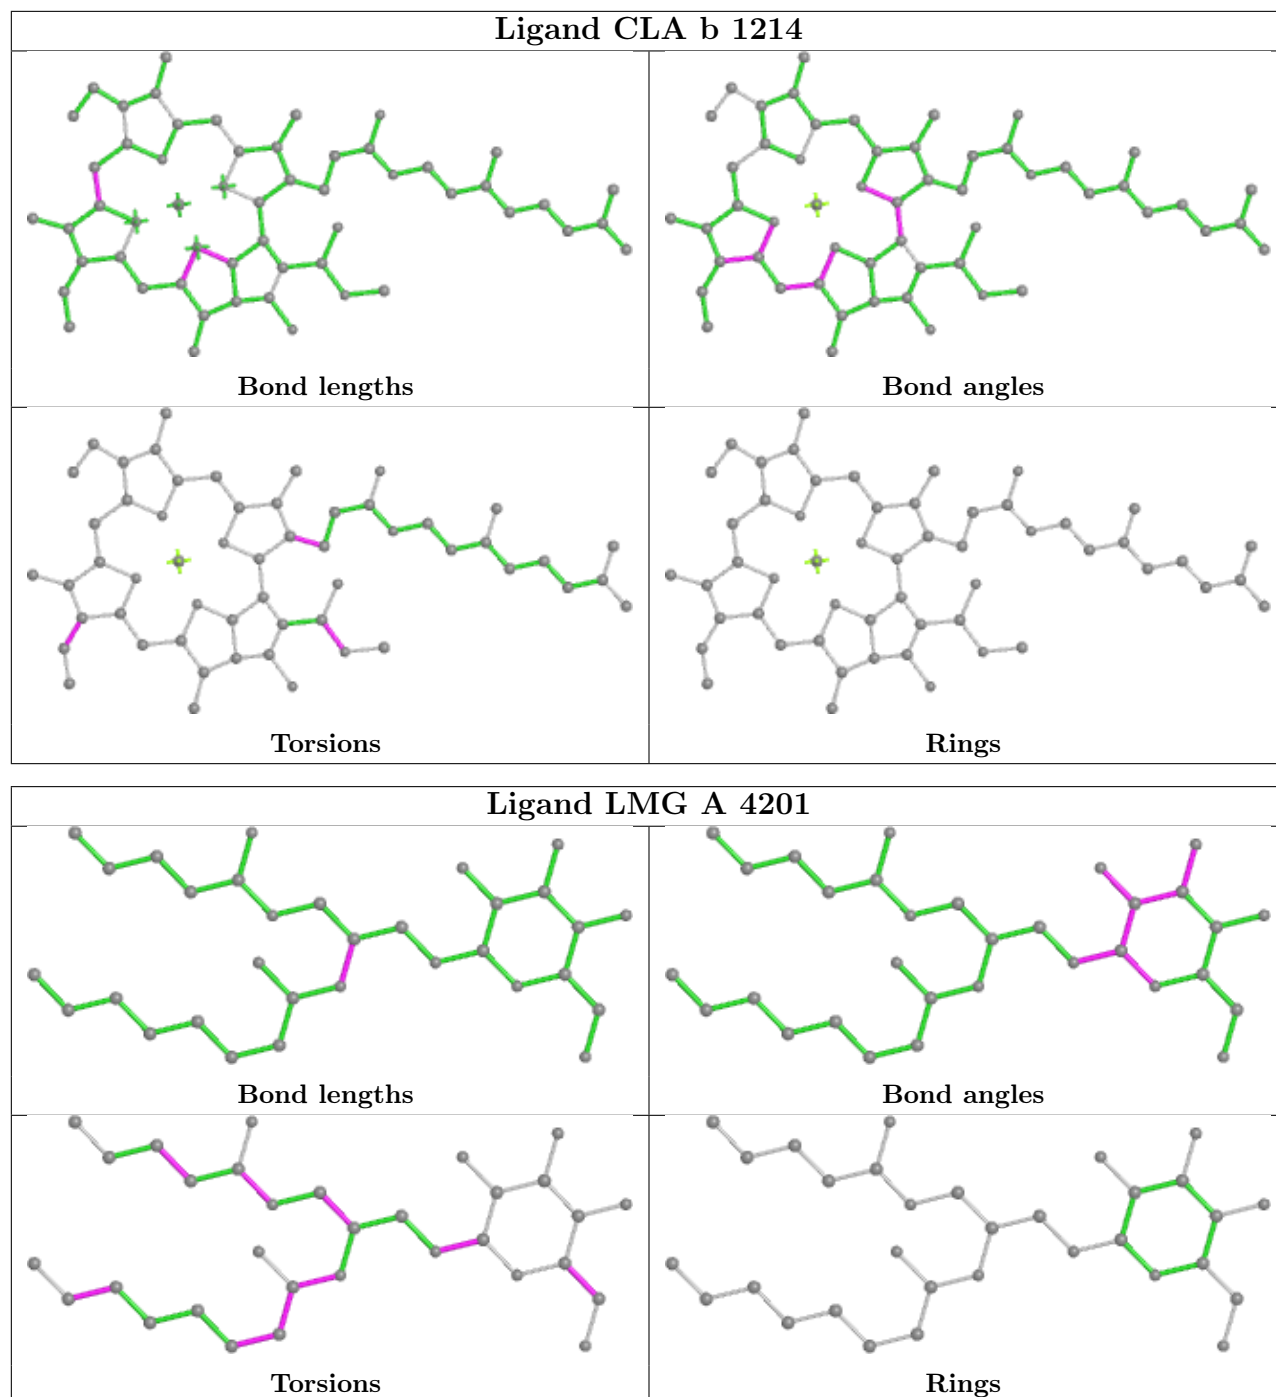 Ligand CLA b 1214
Bond lengths
Bond angles
Torsions
Rings
Ligand LMG A 4201
Bond lengths
Bond angles
Torsions
Rings